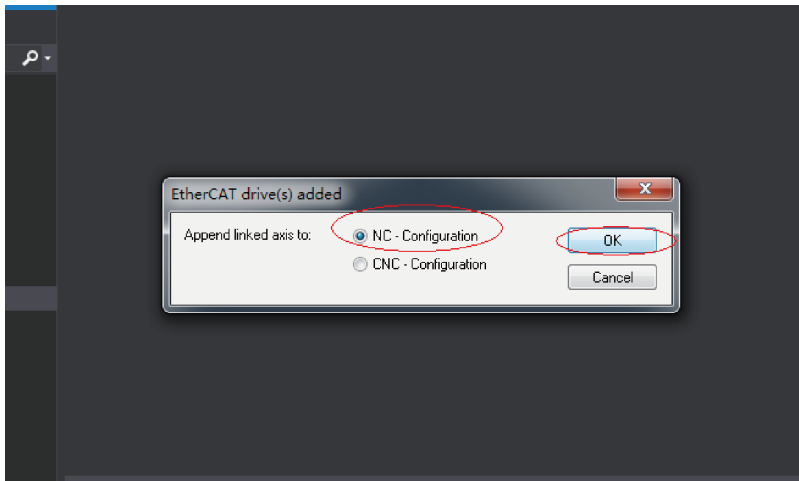 EtherCAT drive(s) added
Append linked axis to:
NC - Configuration
OK
CNC - Configuration
Cancel